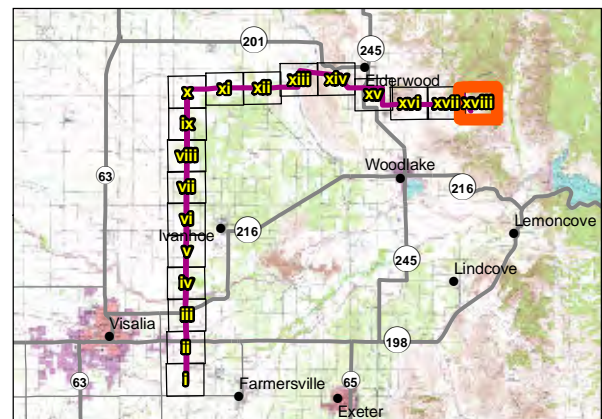 201
245
Elderwood
x
xi
xii
xiii
xiv
xv
xvi
xvii
xviii
ix
viii
63
vii
Woodlake
216
vi
Ivanhoe
216
Lemoncove
v
245
iv
Lindcove
iii
Visalia
198
ii
i
63
Farmersville
65
Exeter